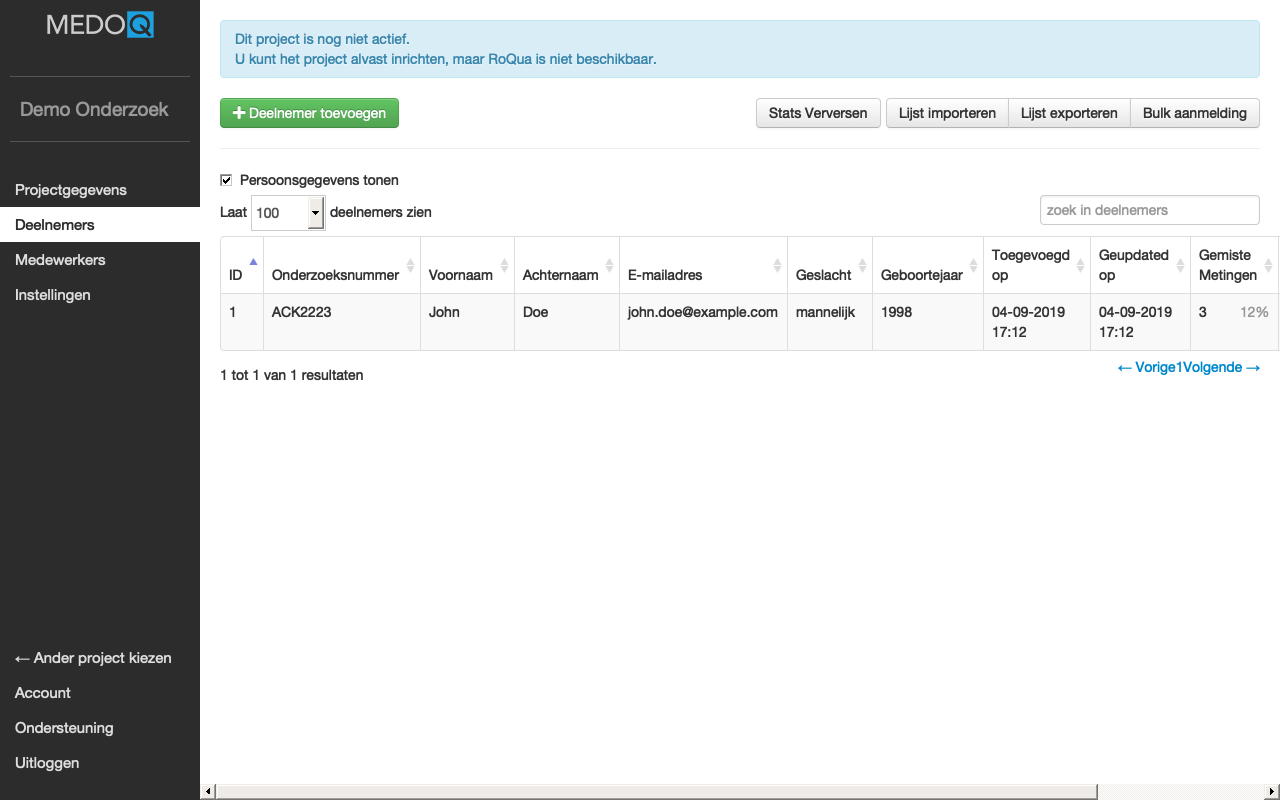 MEDOQ
Demo Onderzoek
Projectgegevens
Deelnemers
Medewerkers
Instellingen
← Ander project kiezen
Account
Ondersteuning
Uitloggen
Dit project is nog niet actief.
U kunt het project alvast inrichten, maar RoQua is niet beschikbaar.
+ Deelnemer toevoegen
Stats Verversen
Lijst importeren
Lijst exporteren
Bulk aanmelding
Persoonsgegevens tonen
Laat 100 deelnemers zien
zoek in deelnemers
ID Onderzoeksnummer Voornaam Achternaam E-mailadres Geslacht Geboortejaar Toegevoegd op Geupdated op Gemiste Metingen
1 ACK2223 John Doe john.doe@example.com mannelijk 1998 04-09-2019 17:12 04-09-2019 17:12 3 12%
1 tot 1 van 1 resultaten
← Vorige1Volgende →